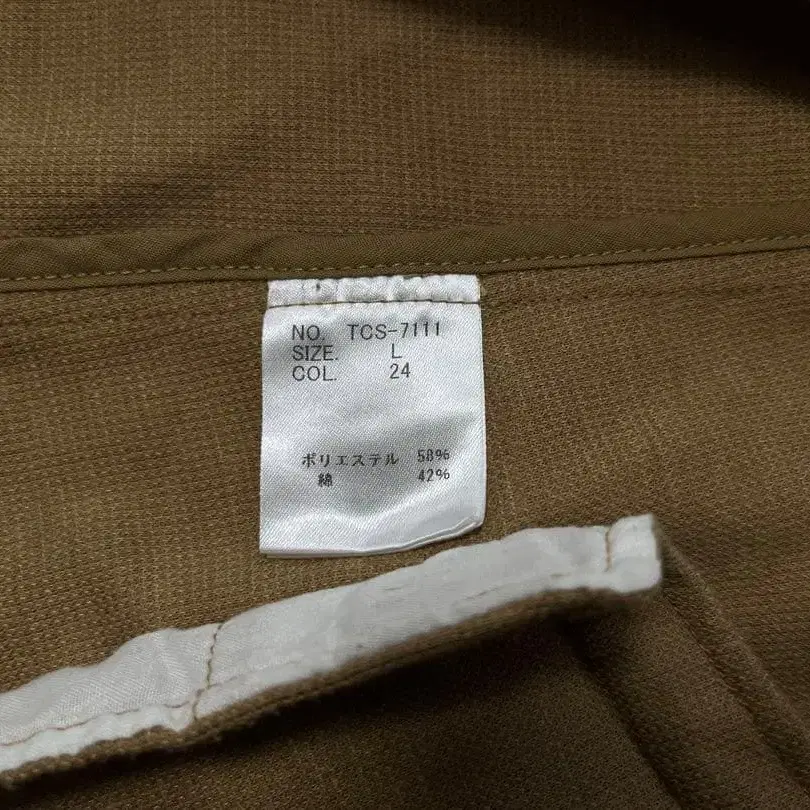 NO. TCS-7111
SIZE. L
COL. 24
ポリエステル 58%
綿 42%